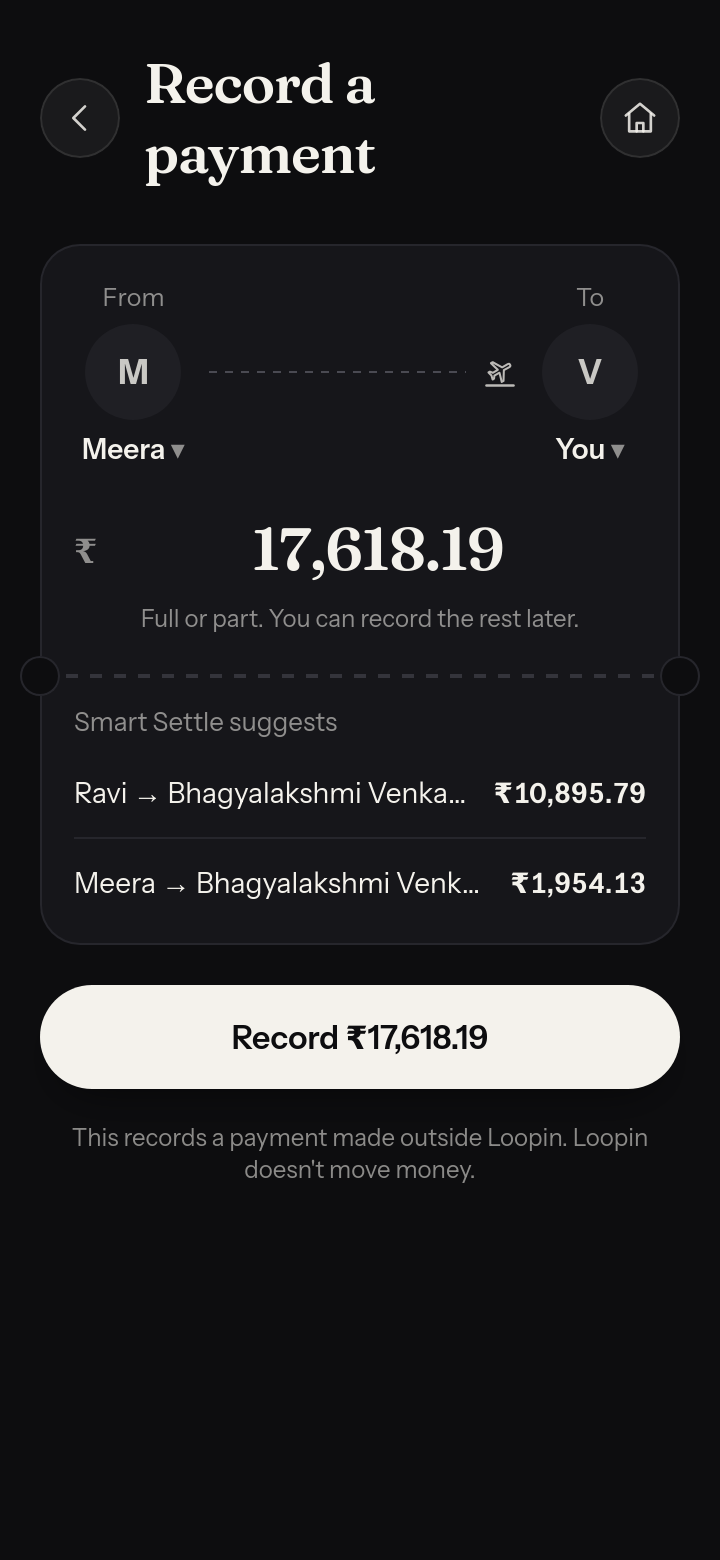 Record a
payment
From
To
M
V
Meera ▾
You ▾
₹
17,618.19
Full or part. You can record the rest later.
Smart Settle suggests
Ravi → Bhagyalakshmi Venka… ₹10,895.79
Meera → Bhagyalakshmi Venk… ₹1,954.13
Record ₹17,618.19
This records a payment made outside Loopin. Loopin
doesn't move money.